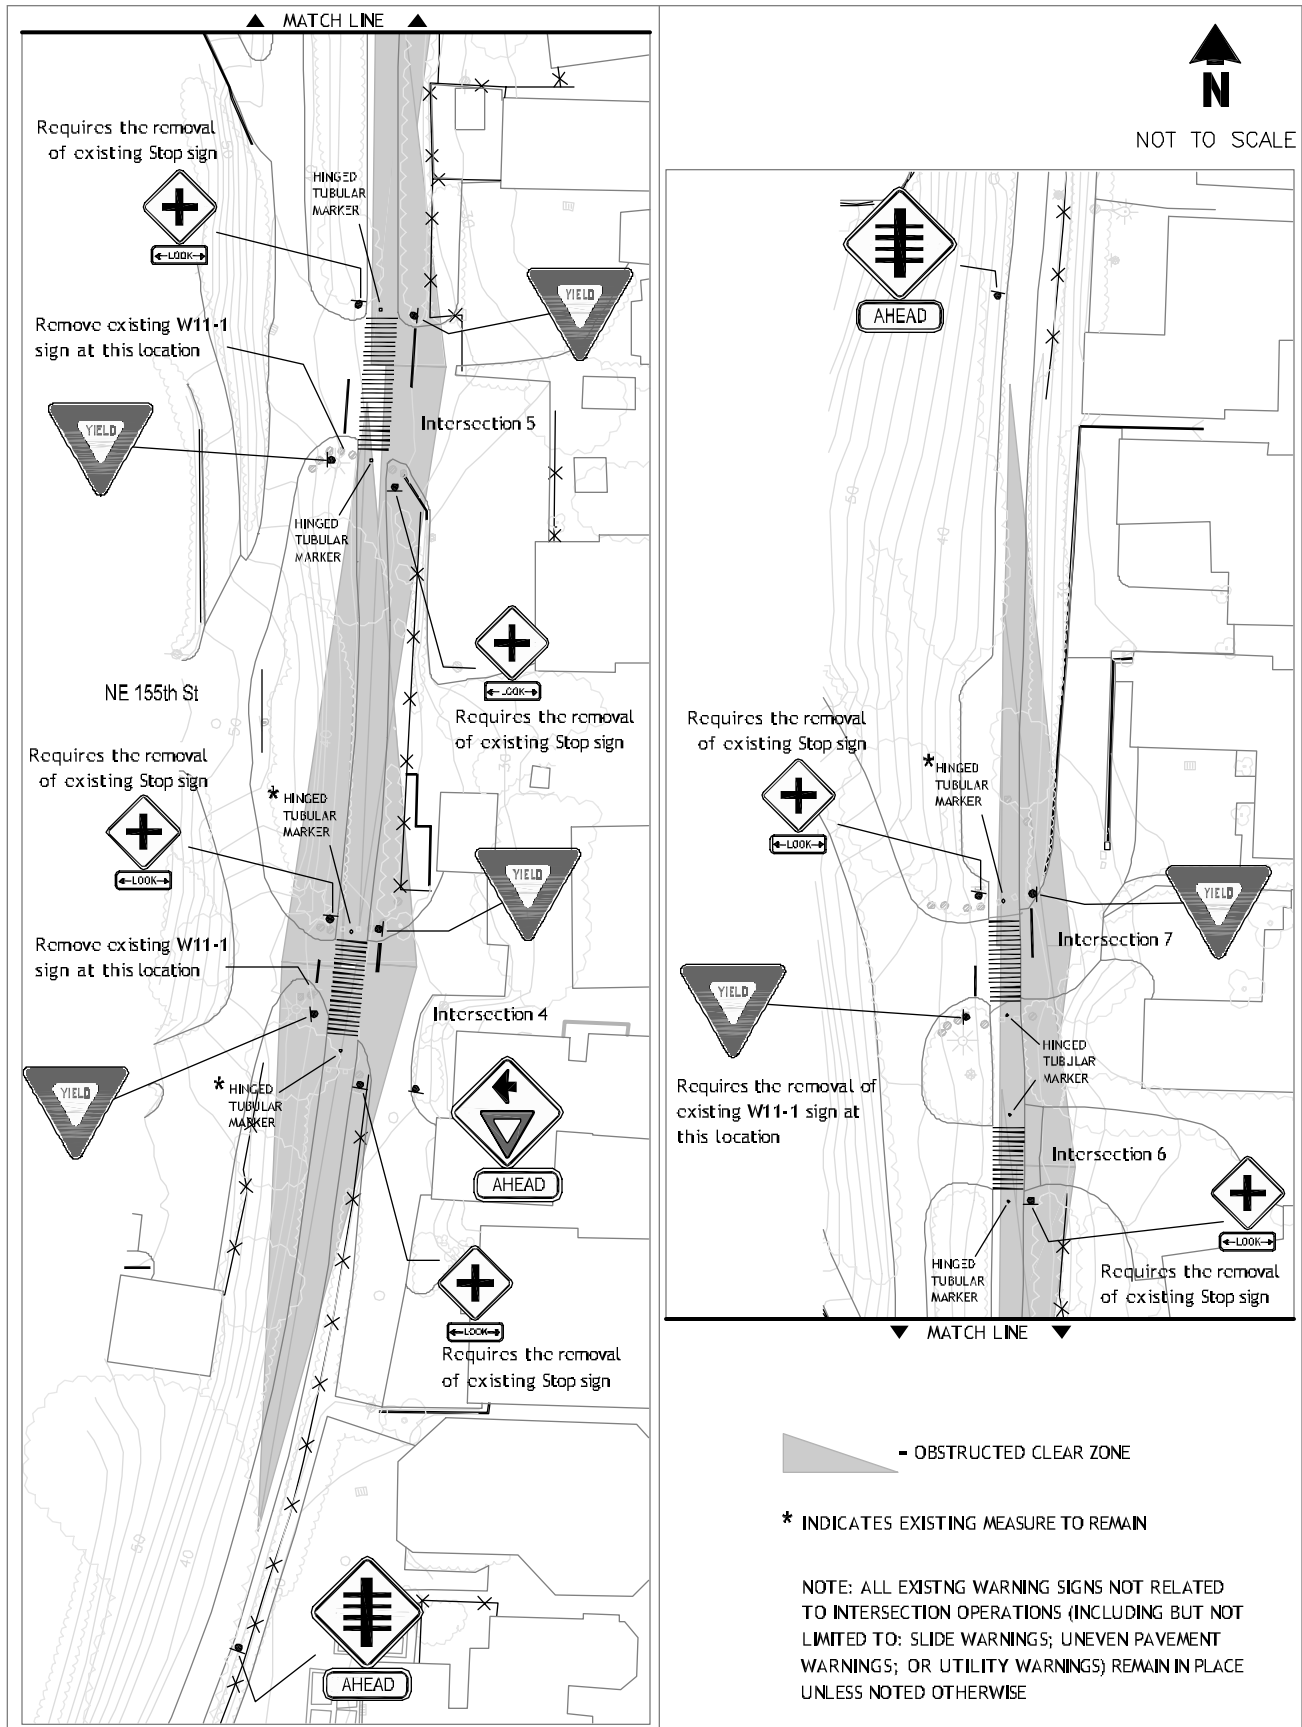 MATCH LINE
Requires the removal
of existing Stop sign
LOOK
HINGED
TUBULAR
MARKER
YIELD
Remove existing W11-1
sign at this location
YIELD
Intersection 5
HINGED
TUBULAR
MARKER
LOOK
NE 155th St
Requires the removal
of existing Stop sign
Requires the removal
of existing Stop sign
LOOK
* HINGED
TUBULAR
MARKER
YIELD
Remove existing W11-1
sign at this location
Intersection 4
YIELD
* HINGED
TUBULAR
MARKER
AHEAD
LOOK
Requires the removal
of existing Stop sign
50
40
30
50
40
30
AHEAD
N
NOT TO SCALE
AHEAD
50
40
Requires the removal
of existing Stop sign
LOOK
* HINGED
TUBULAR
MARKER
YIELD
Intersection 7
YIELD
HINGED
TUBULAR
MARKER
Requires the removal of
existing W11-1 sign at
this location
Intersection 6
LOOK
HINGED
TUBULAR
MARKER
Requires the removal
of existing Stop sign
MATCH LINE
- OBSTRUCTED CLEAR ZONE
* INDICATES EXISTING MEASURE TO REMAIN
NOTE: ALL EXISTNG WARNING SIGNS NOT RELATED
TO INTERSECTION OPERATIONS (INCLUDING BUT NOT
LIMITED TO: SLIDE WARNINGS; UNEVEN PAVEMENT
WARNINGS; OR UTILITY WARNINGS) REMAIN IN PLACE
UNLESS NOTED OTHERWISE